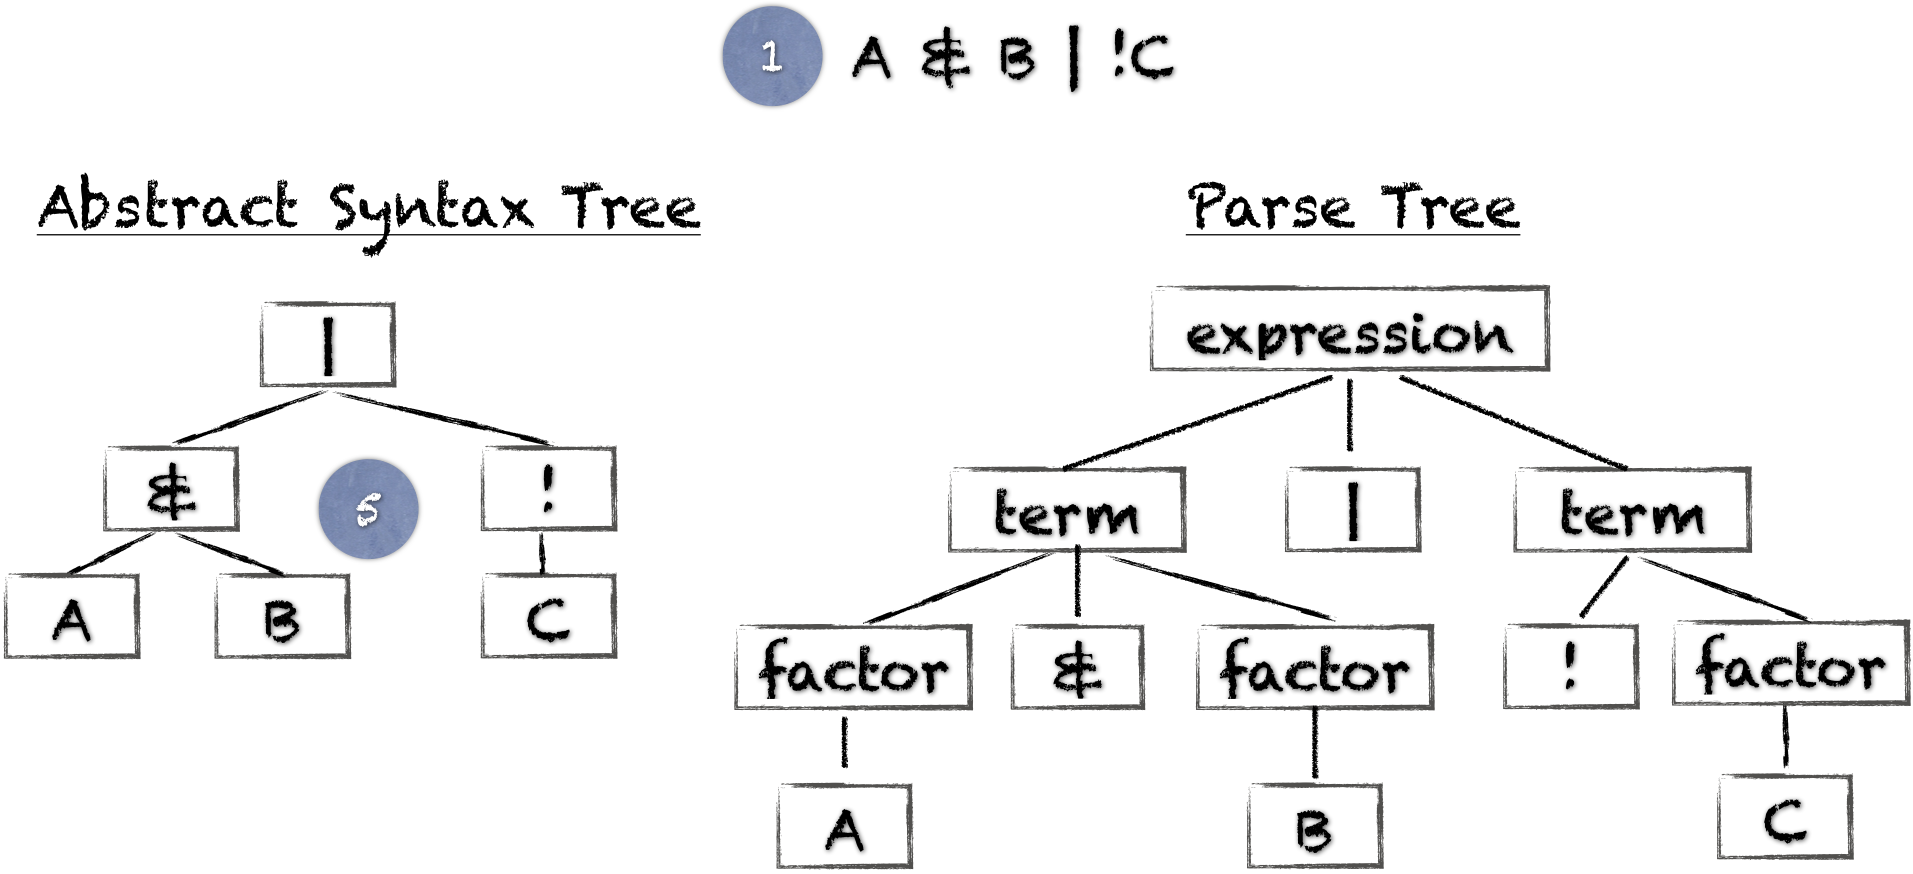 1 A & B | !C
Abstract Syntax Tree
Parse Tree
|
expression
& 5 !
term | term
A B C
factor & factor ! factor
A B C